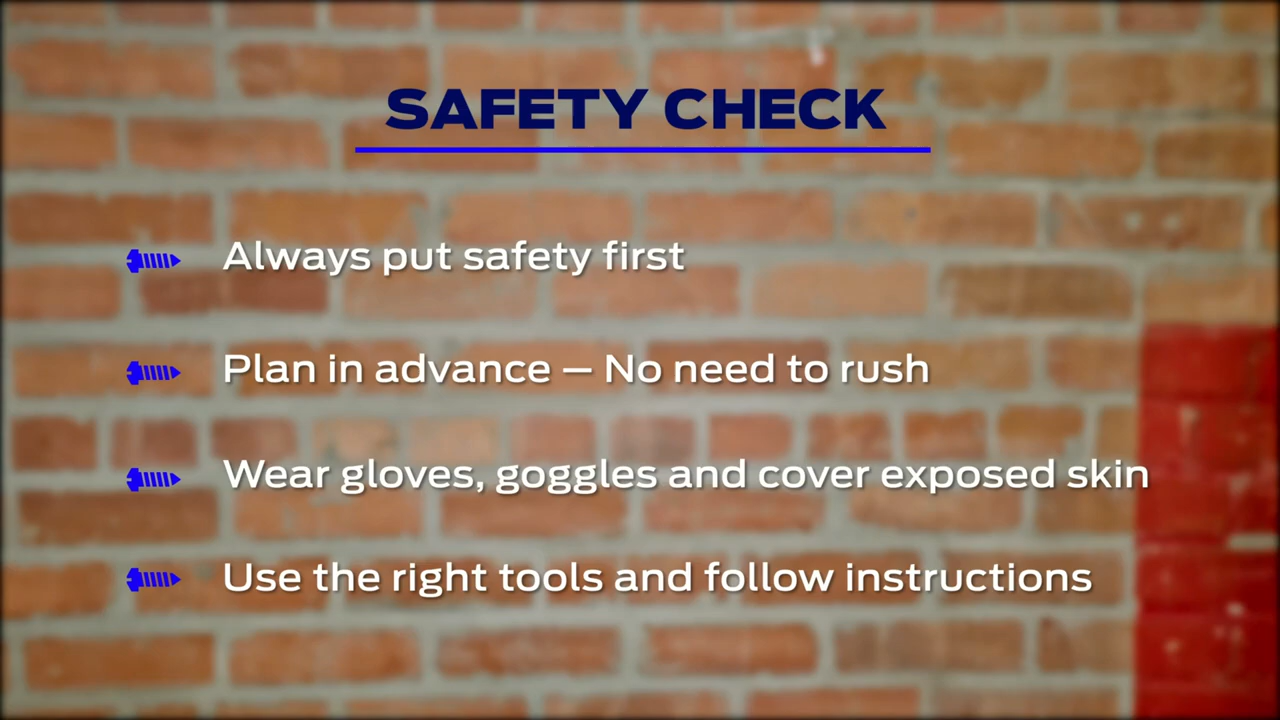 SAFETY CHECK
Always put safety first
Plan in advance — No need to rush
Wear gloves, goggles and cover exposed skin
Use the right tools and follow instructions